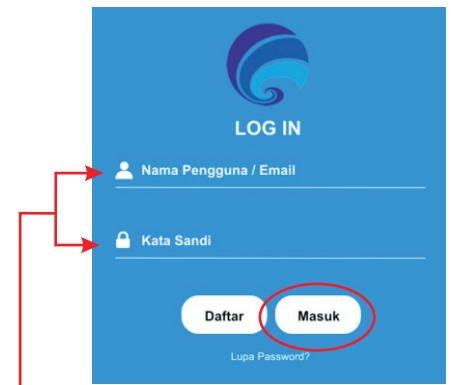 LOG IN
Nama Pengguna / Email
Kata Sandi
Daftar Masuk
Lupa Password?